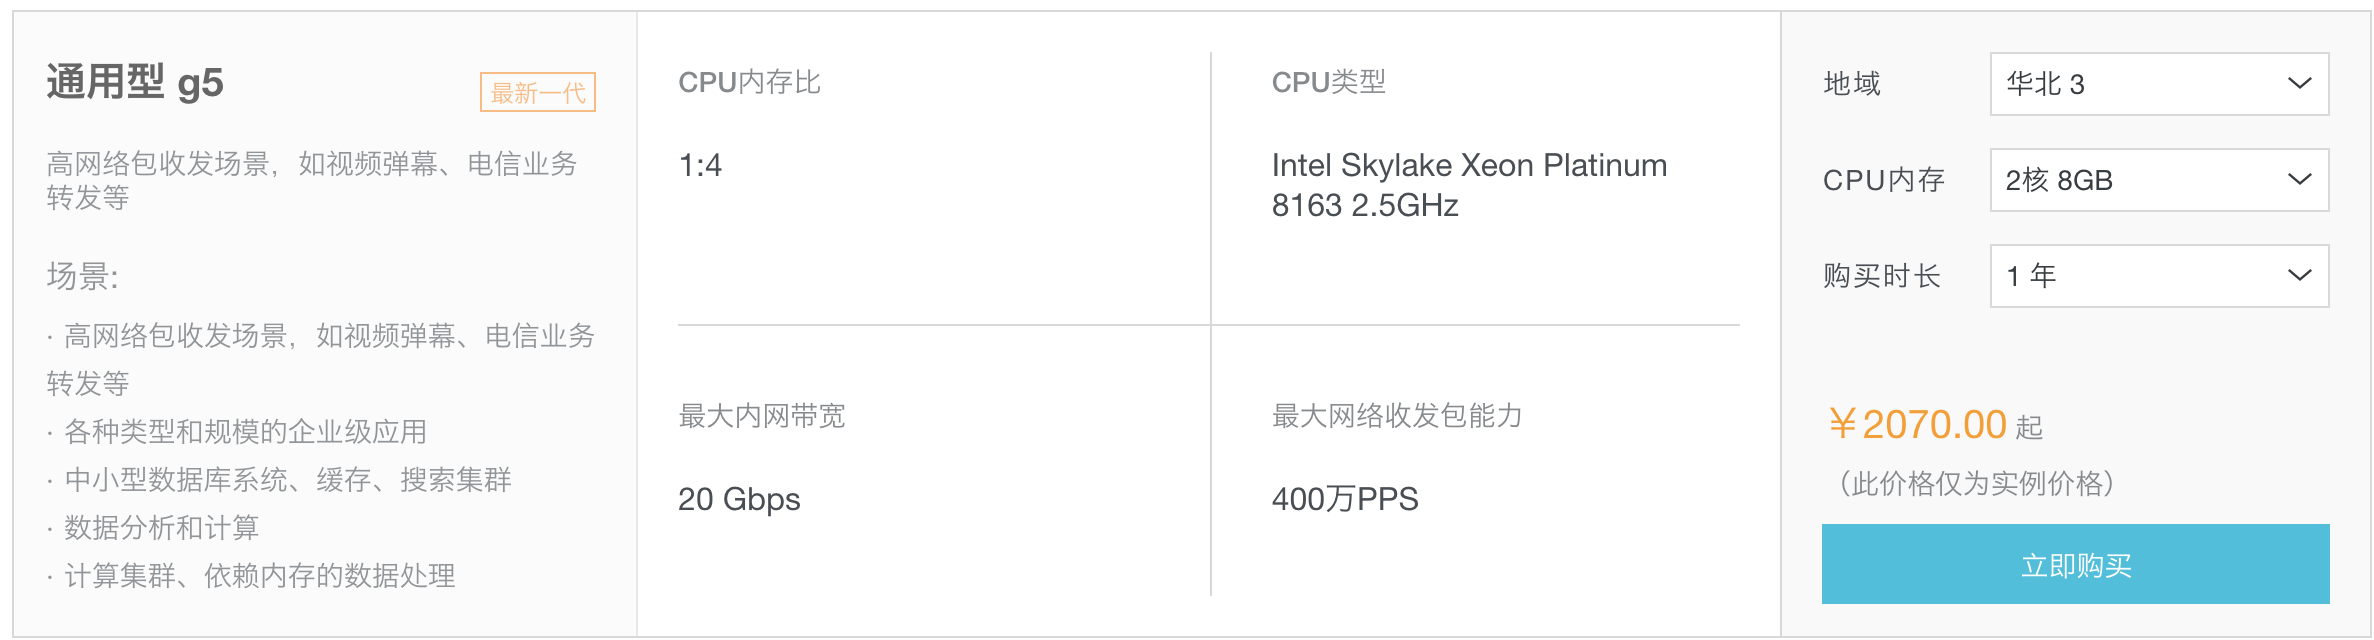 通用型 g5
最新一代
高网络包收发场景，如视频弹幕、电信业务
转发等
场景:
· 高网络包收发场景，如视频弹幕、电信业务
转发等
· 各种类型和规模的企业级应用
· 中小型数据库系统、缓存、搜索集群
· 数据分析和计算
· 计算集群、依赖内存的数据处理
CPU内存比
1:4
CPU类型
Intel Skylake Xeon Platinum
8163 2.5GHz
最大内网带宽
20 Gbps
最大网络收发包能力
400万PPS
地域
华北 3
CPU内存
2核 8GB
购买时长
1 年
￥2070.00 起
（此价格仅为实例价格）
立即购买